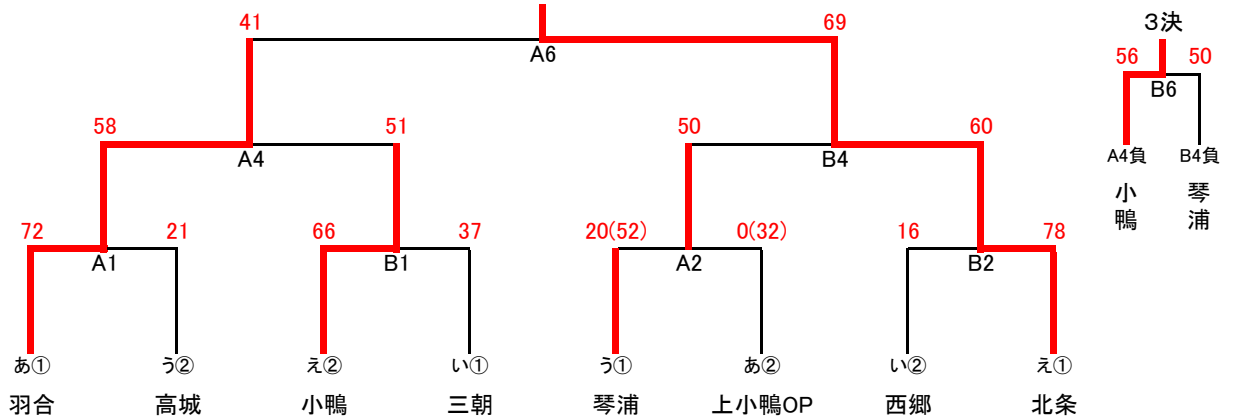 41 69 3決
A6
56 50
B6
58 51 50 60
A4 B4
A4負 B4負
小鴨 琴浦
72 21 66 37 20(52) 0(32) 16 78
A1 B1 A2 B2
あ① う② え② い① う① あ② い② え①
羽合 高城 小鴨 三朝 琴浦 上小鴨OP 西郷 北条